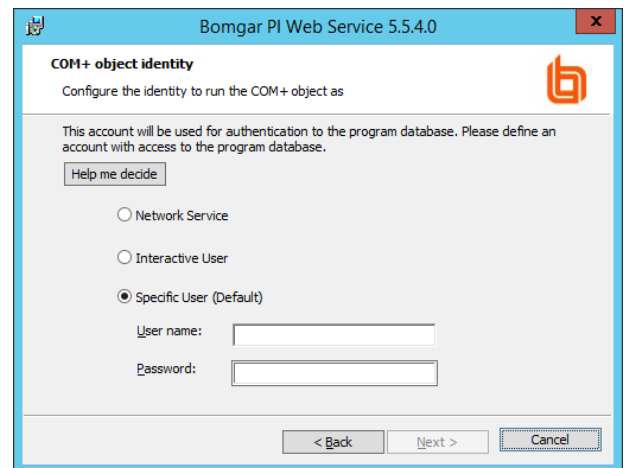 Bomgar PI Web Service 5.5.4.0
x
COM+ object identity
Configure the identity to run the COM+ object as
This account will be used for authentication to the program database. Please define an
account with access to the program database.
Help me decide
Network Service
Interactive User
Specific User (Default)
User name:
Password:
< Back
Next >
Cancel